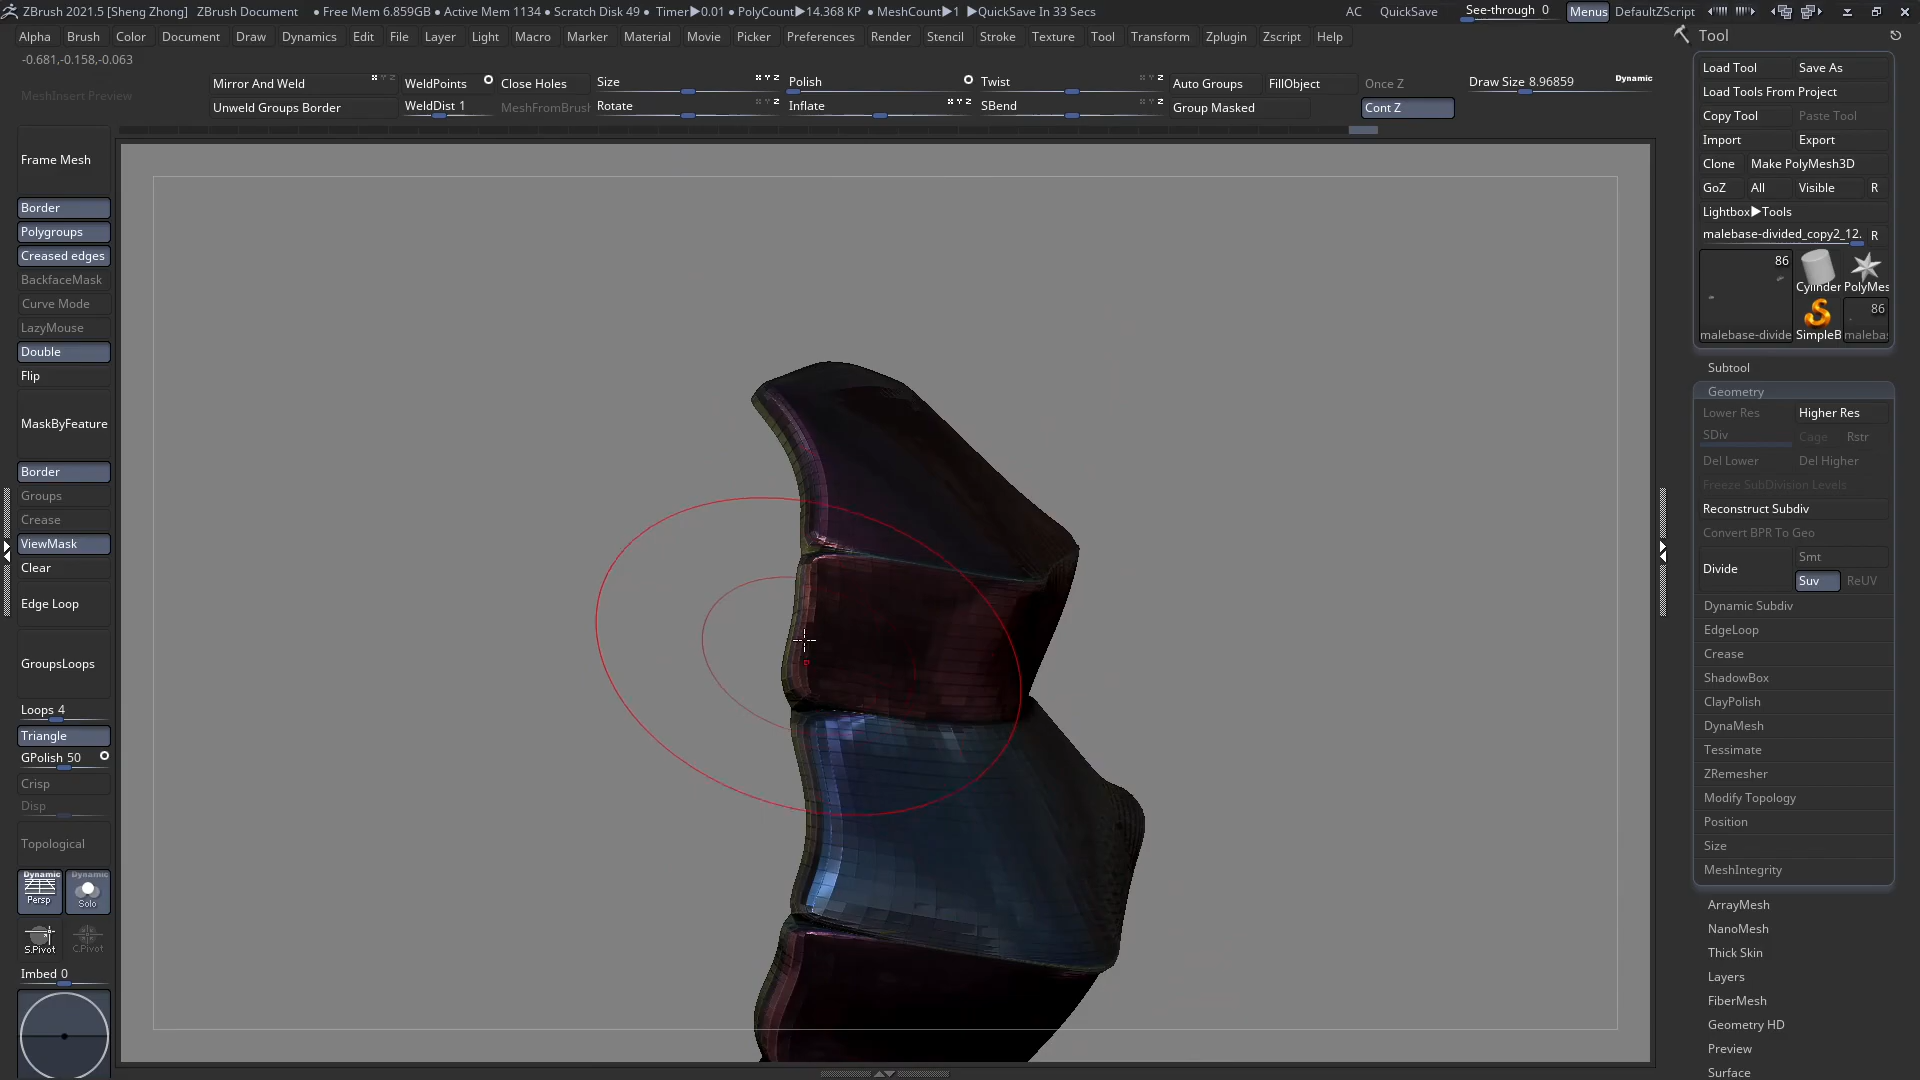 ZBrush 2021.5 [Sheng Zhong] ZBrush Document • Free Mem 6.859GB • Active Mem 1134 • Scratch Disk 49 • Timer▶0.01 • PolyCount▶14.368 KP • MeshCount▶1 ▶QuickSave In 33 Secs AC QuickSave See-through 0 Menus DefaultZScript
Alpha Brush Color Document Draw Dynamics Edit File Layer Light Macro Marker Material Movie Picker Preferences Render Stencil Stroke Texture Tool Transform Zplugin Zscript Help
-0.681,-0.158,-0.063
MeshInsert Preview
Mirror And Weld WeldPoints Close Holes Size Polish Twist Auto Groups FillObject Once Z Draw Size 8.96859 Dynamic
Unweld Groups Border WeldDist 1 MeshFromBrush Rotate Inflate SBend Group Masked Cont Z
Frame Mesh
Border
Polygroups
Creased edges
BackfaceMask
Curve Mode
LazyMouse
Double
Flip
MaskByFeature
Border
Groups
Crease
ViewMask
Clear
Edge Loop
GroupsLoops
Loops 4
Triangle
GPolish 50
Crisp
Disp
Topological
Dynamic Dynamic
Persp Solo
S.Pivot C.Pivot
Imbed 0
Tool
Load Tool Save As
Load Tools From Project
Copy Tool Paste Tool
Import Export
Clone Make PolyMesh3D
GoZ All Visible R
Lightbox▶Tools
malebase-divided_copy2_12. R
86
Cylinder PolyMes
86
malebase-divide SimpleB maleba
Subtool
Geometry
Lower Res Higher Res
SDiv Cage Rstr
Del Lower Del Higher
Freeze SubDivision Levels
Reconstruct Subdiv
Convert BPR To Geo
Divide Smt
Suv ReUV
Dynamic Subdiv
EdgeLoop
Crease
ShadowBox
ClayPolish
DynaMesh
Tessimate
ZRemesher
Modify Topology
Position
Size
MeshIntegrity
ArrayMesh
NanoMesh
Thick Skin
Layers
FiberMesh
Geometry HD
Preview
Surface